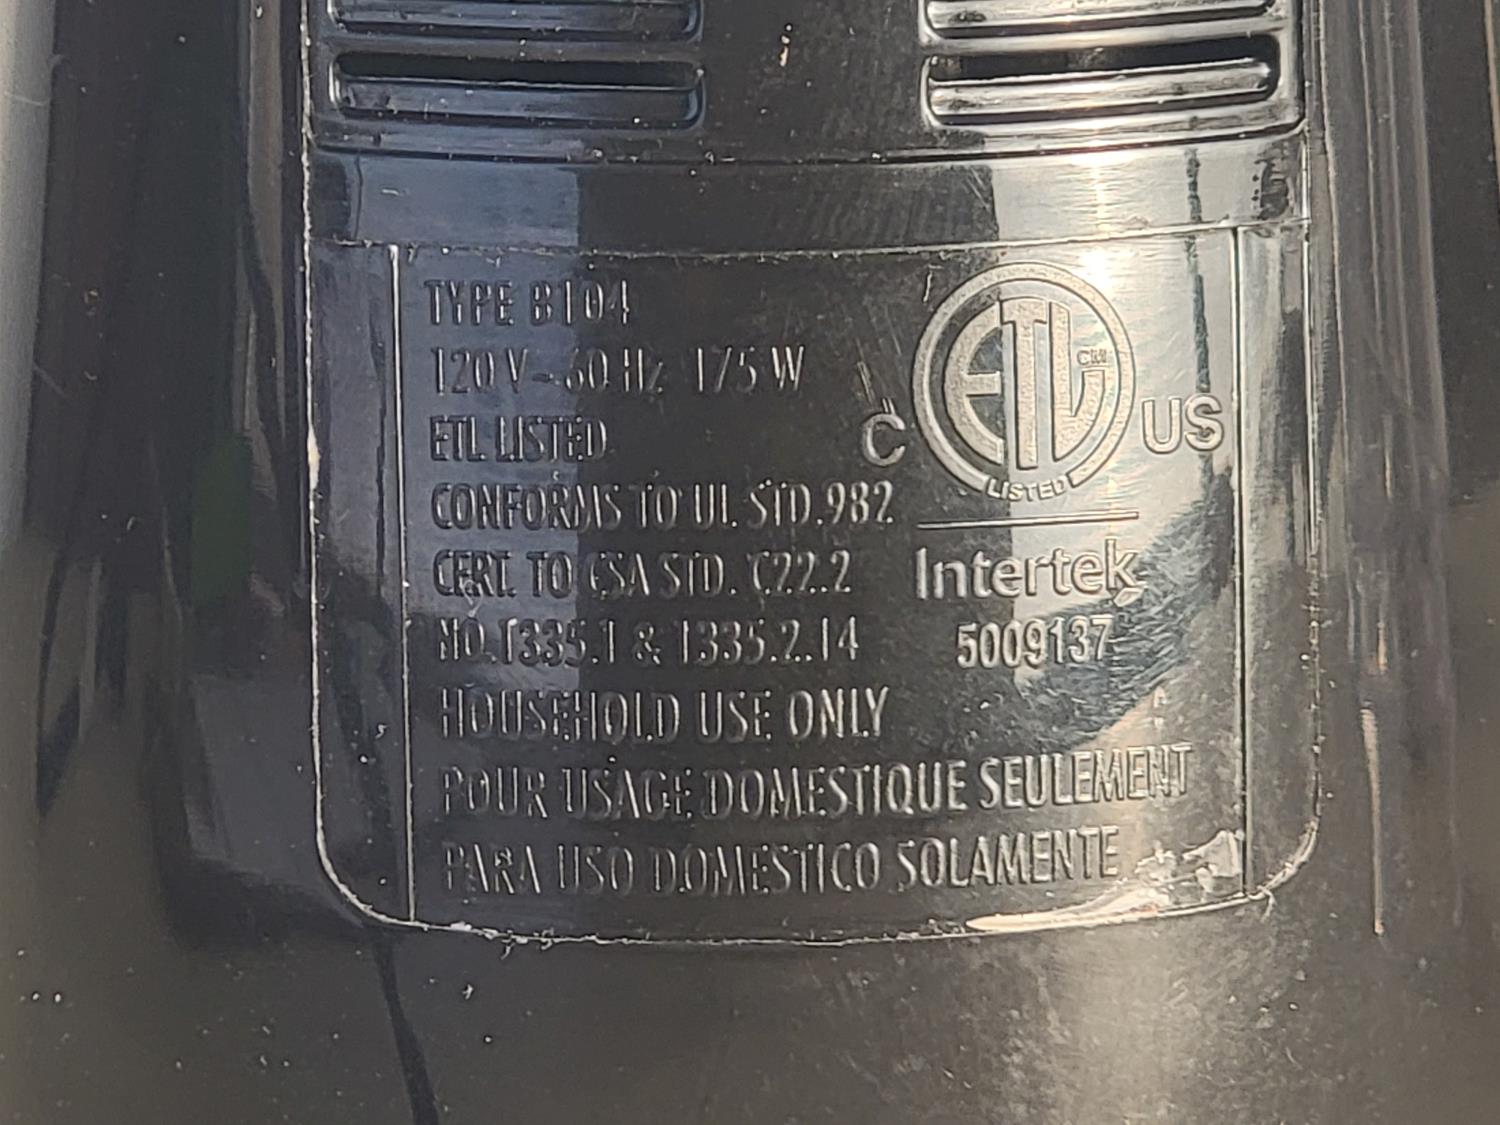 TYPE B104
120 V~60 Hz 175 W
ETL LISTED
CONFORMS TO UL STD.982
CERT. TO CSA STD. C22.2
NO.1335.1 & 1335.2.14
HOUSEHOLD USE ONLY
POUR USAGE DOMESTIQUE SEULEMENT
PARA USO DOMESTICO SOLAMENTE
C ETL CM US
LISTED
Intertek
5009137